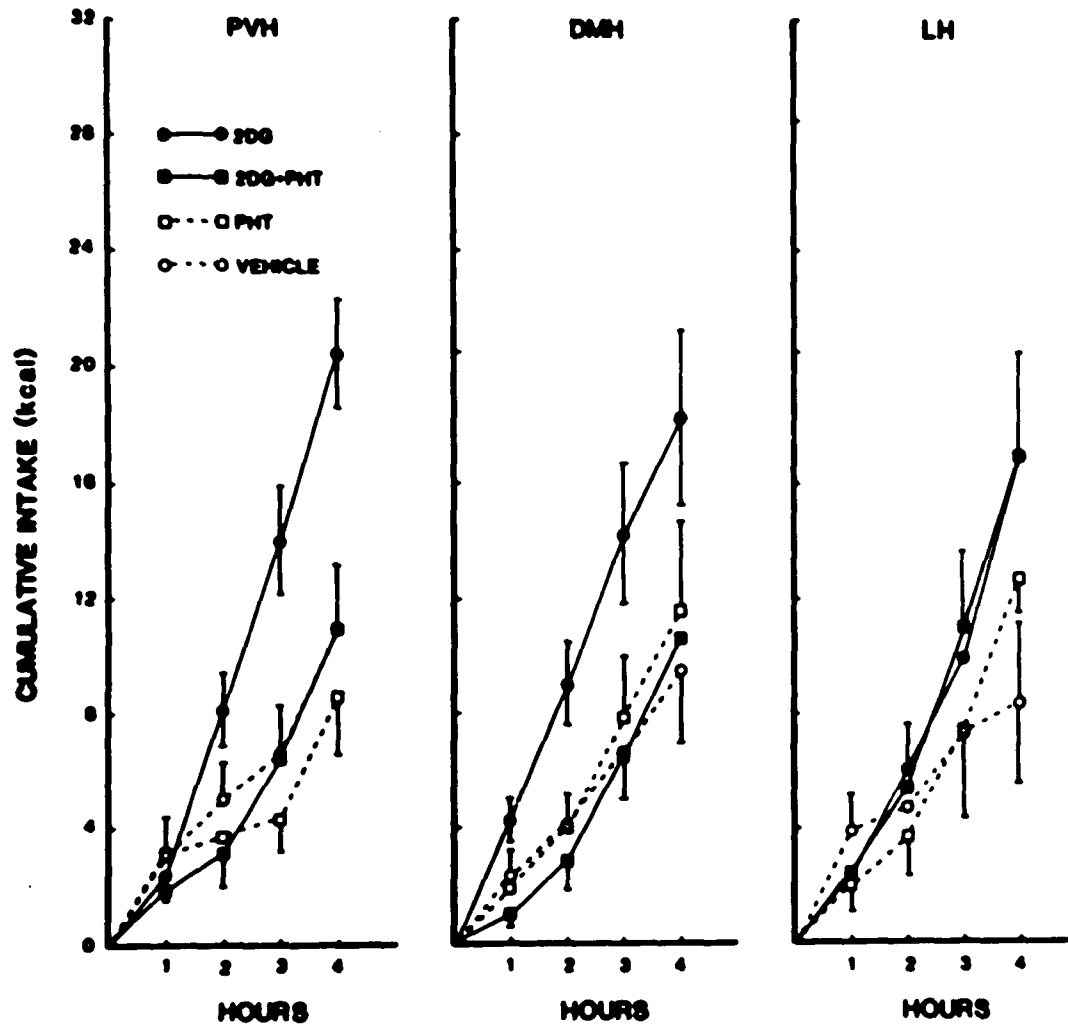 PVH
DMH
LH
32
28
24
20
16
12
8
4
0
2DG
2DG+PHT
PHT
VEHICLE
CUMULATIVE INTAKE (kcal)
1 2 3 4
1 2 3 4
1 2 3 4
HOURS
HOURS
HOURS